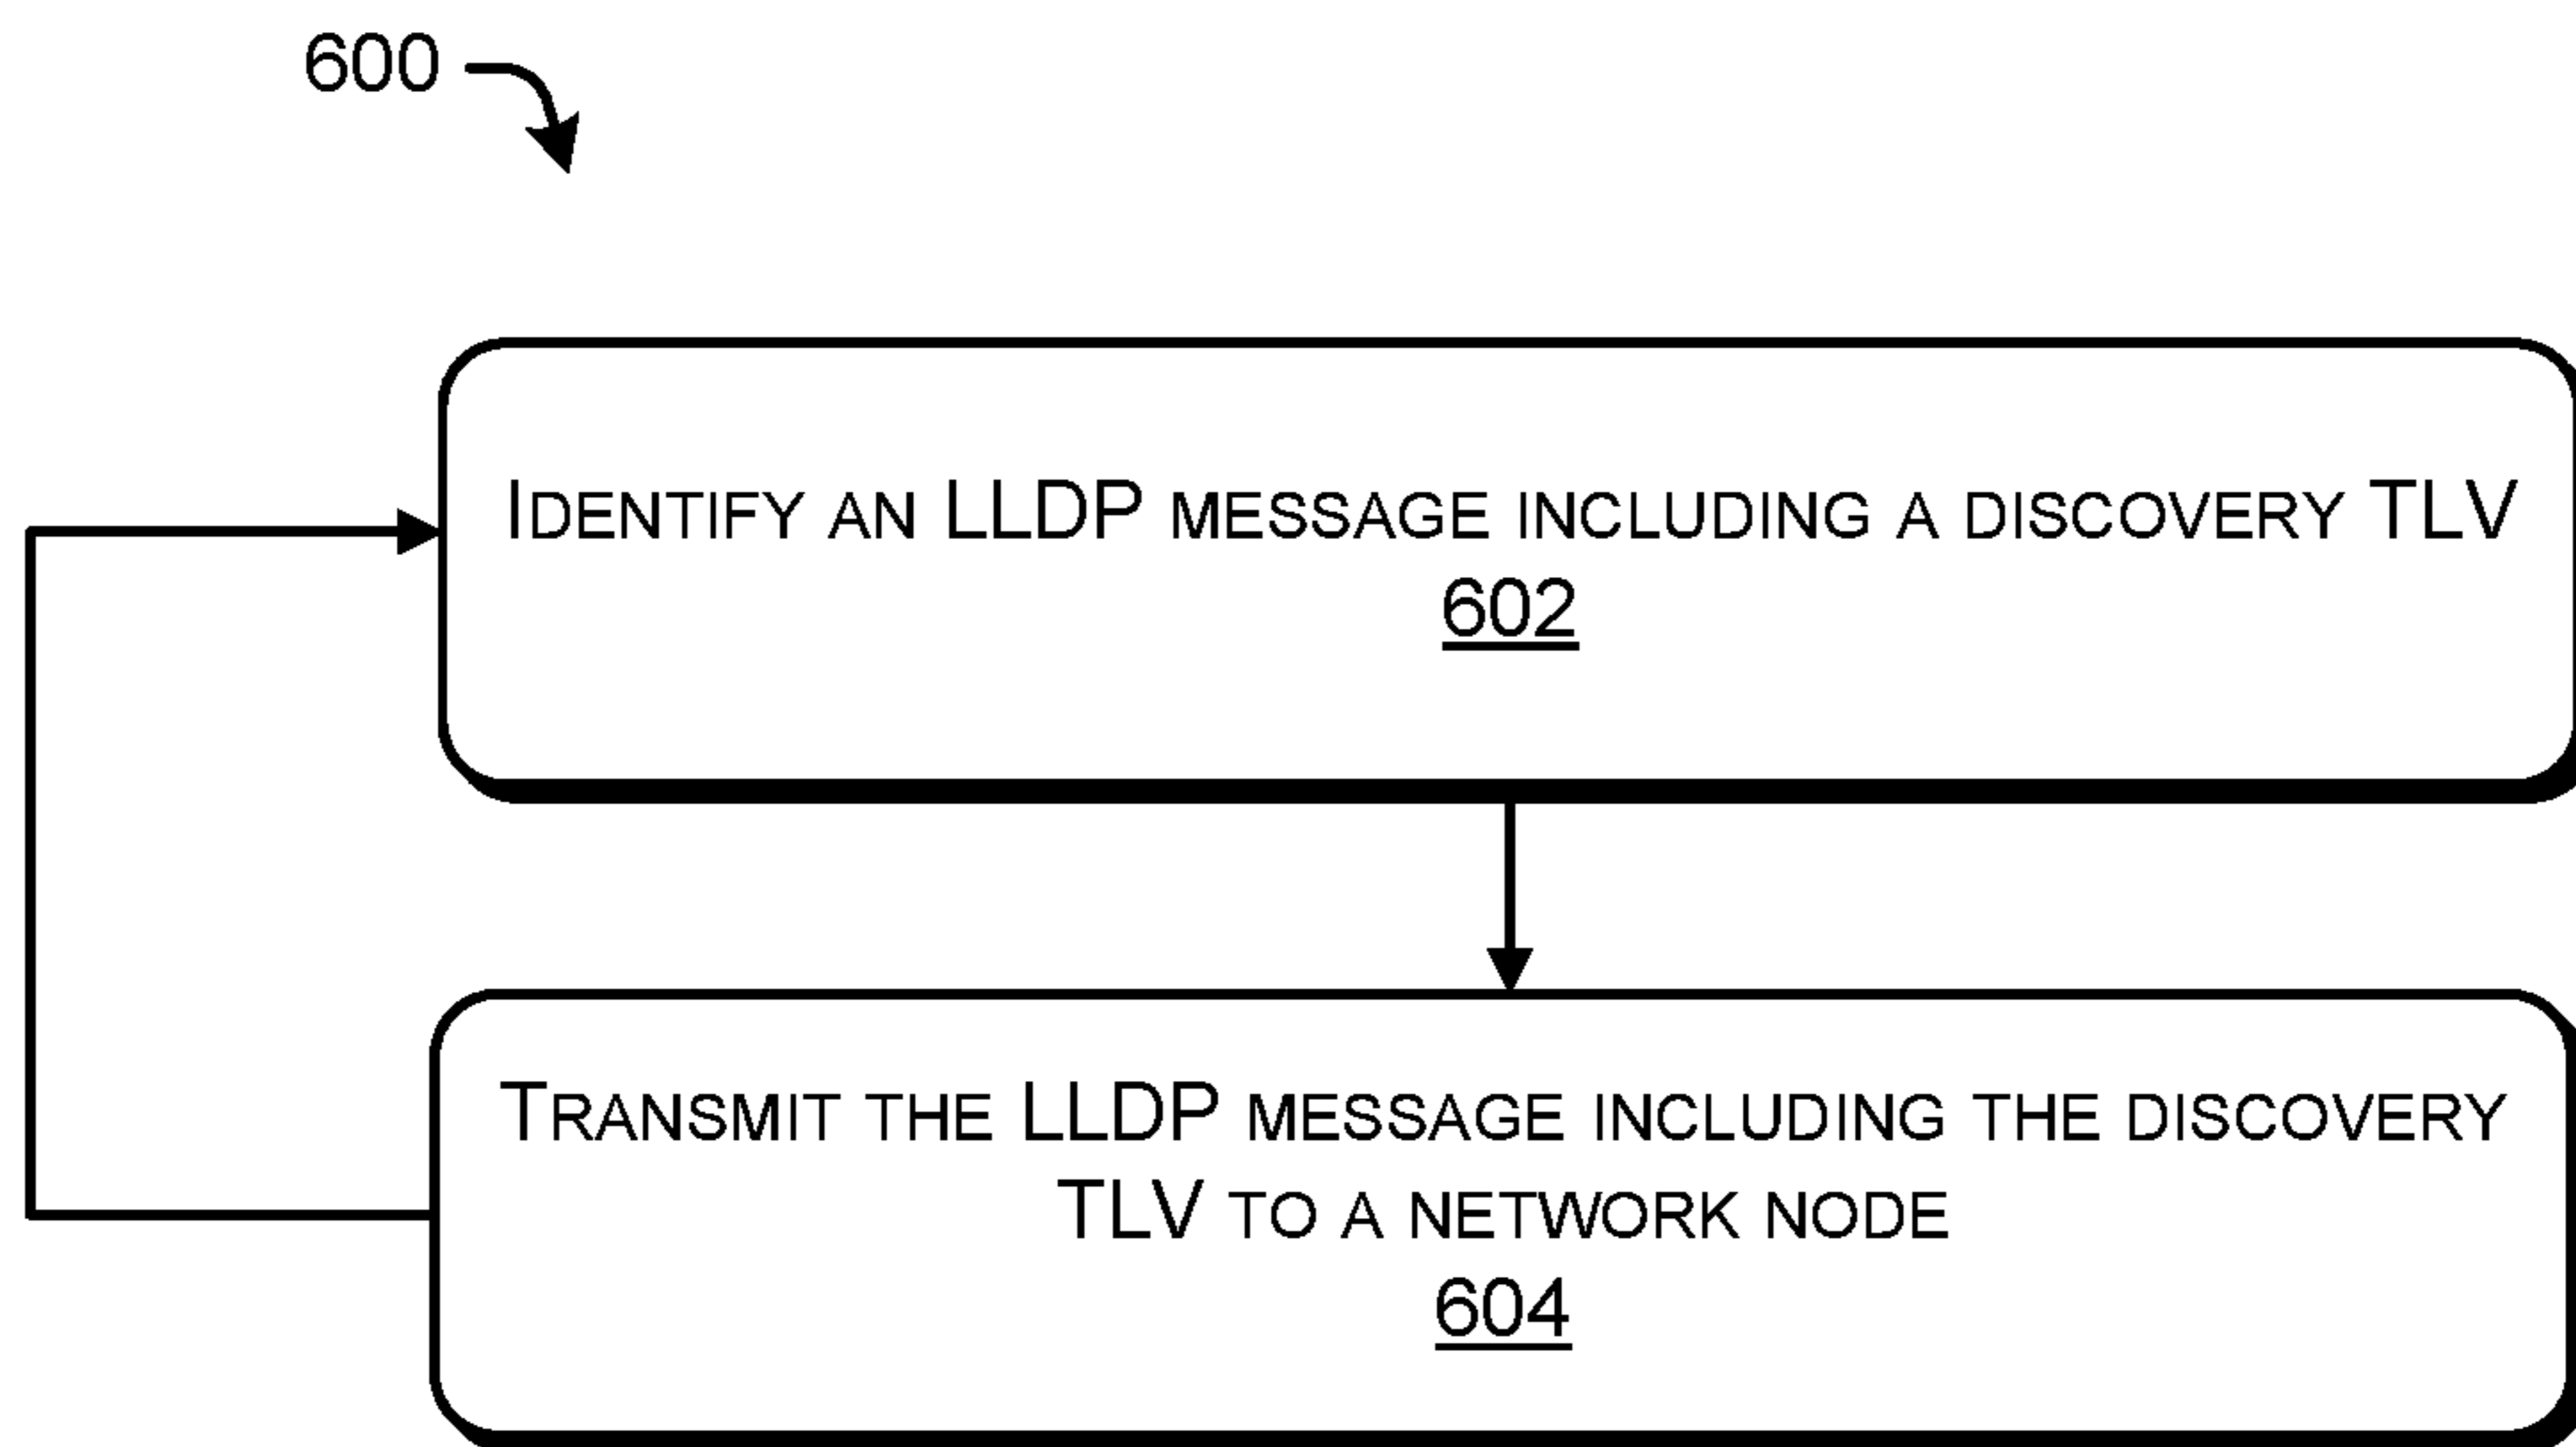 600
IDENTIFY AN LLDP MESSAGE INCLUDING A DISCOVERY TLV
602
TRANSMIT THE LLDP MESSAGE INCLUDING THE DISCOVERY
TLV TO A NETWORK NODE
604